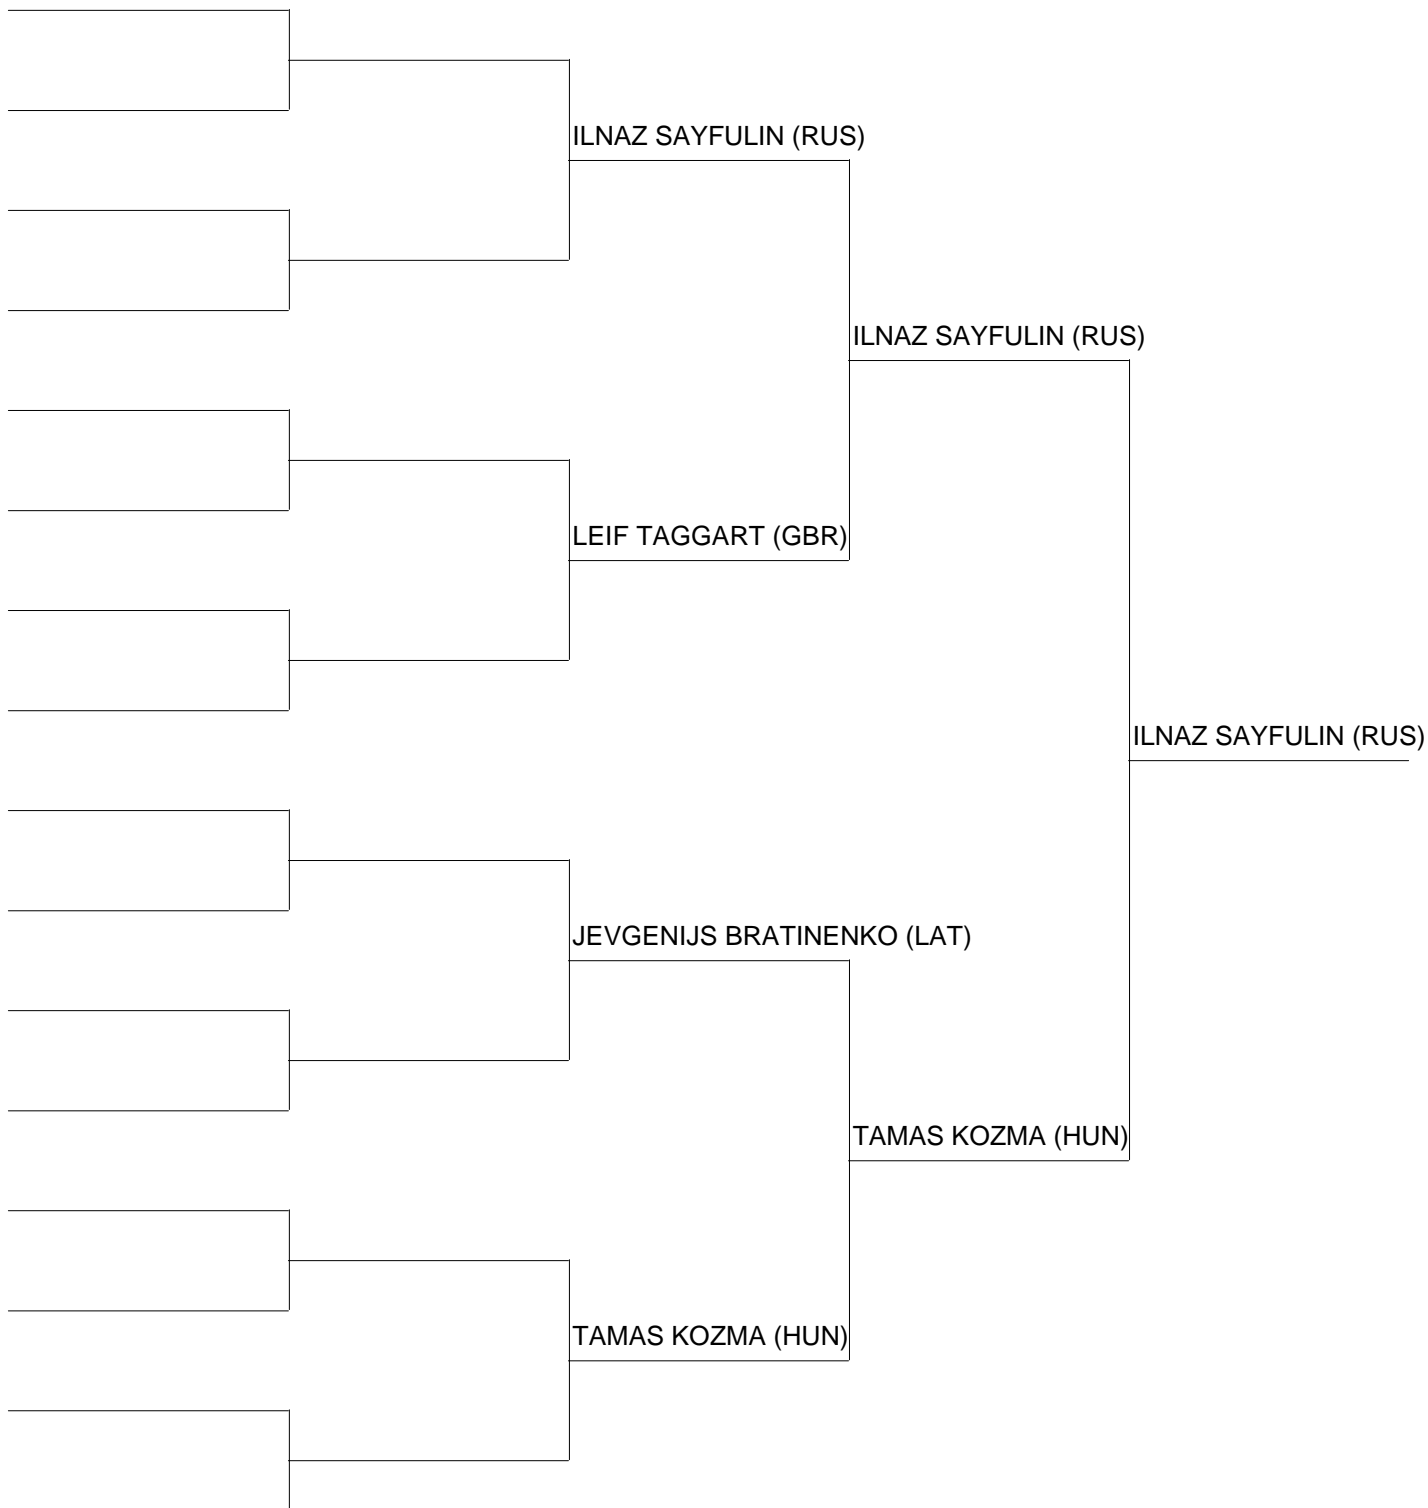 ILNAZ SAYFULIN (RUS)
ILNAZ SAYFULIN (RUS)
LEIF TAGGART (GBR)
ILNAZ SAYFULIN (RUS)
JEVGENIJS BRATINENKO (LAT)
TAMAS KOZMA (HUN)
TAMAS KOZMA (HUN)